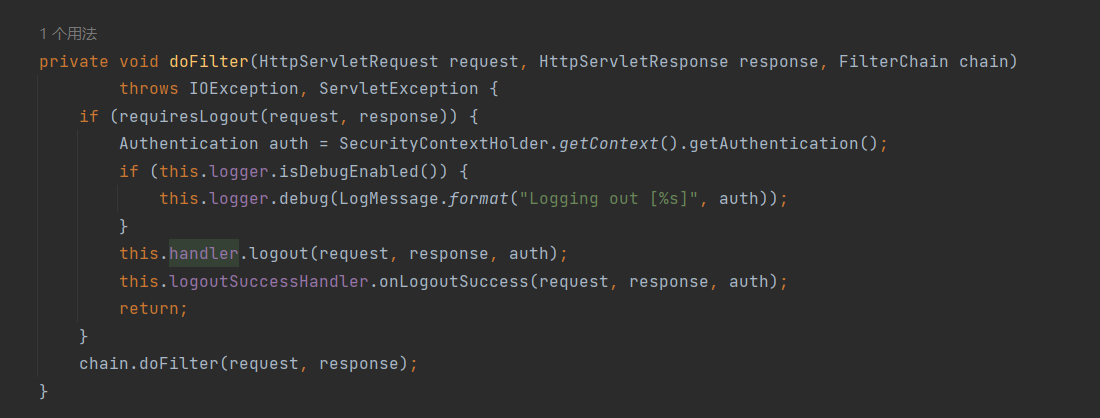 1 个用法
private void doFilter(HttpServletRequest request, HttpServletResponse response, FilterChain chain)
        throws IOException, ServletException {
    if (requiresLogout(request, response)) {
        Authentication auth = SecurityContextHolder.getContext().getAuthentication();
        if (this.logger.isDebugEnabled()) {
            this.logger.debug(LogMessage.format("Logging out [%s]", auth));
        }
        this.handler.logout(request, response, auth);
        this.logoutSuccessHandler.onLogoutSuccess(request, response, auth);
        return;
    }
    chain.doFilter(request, response);
}